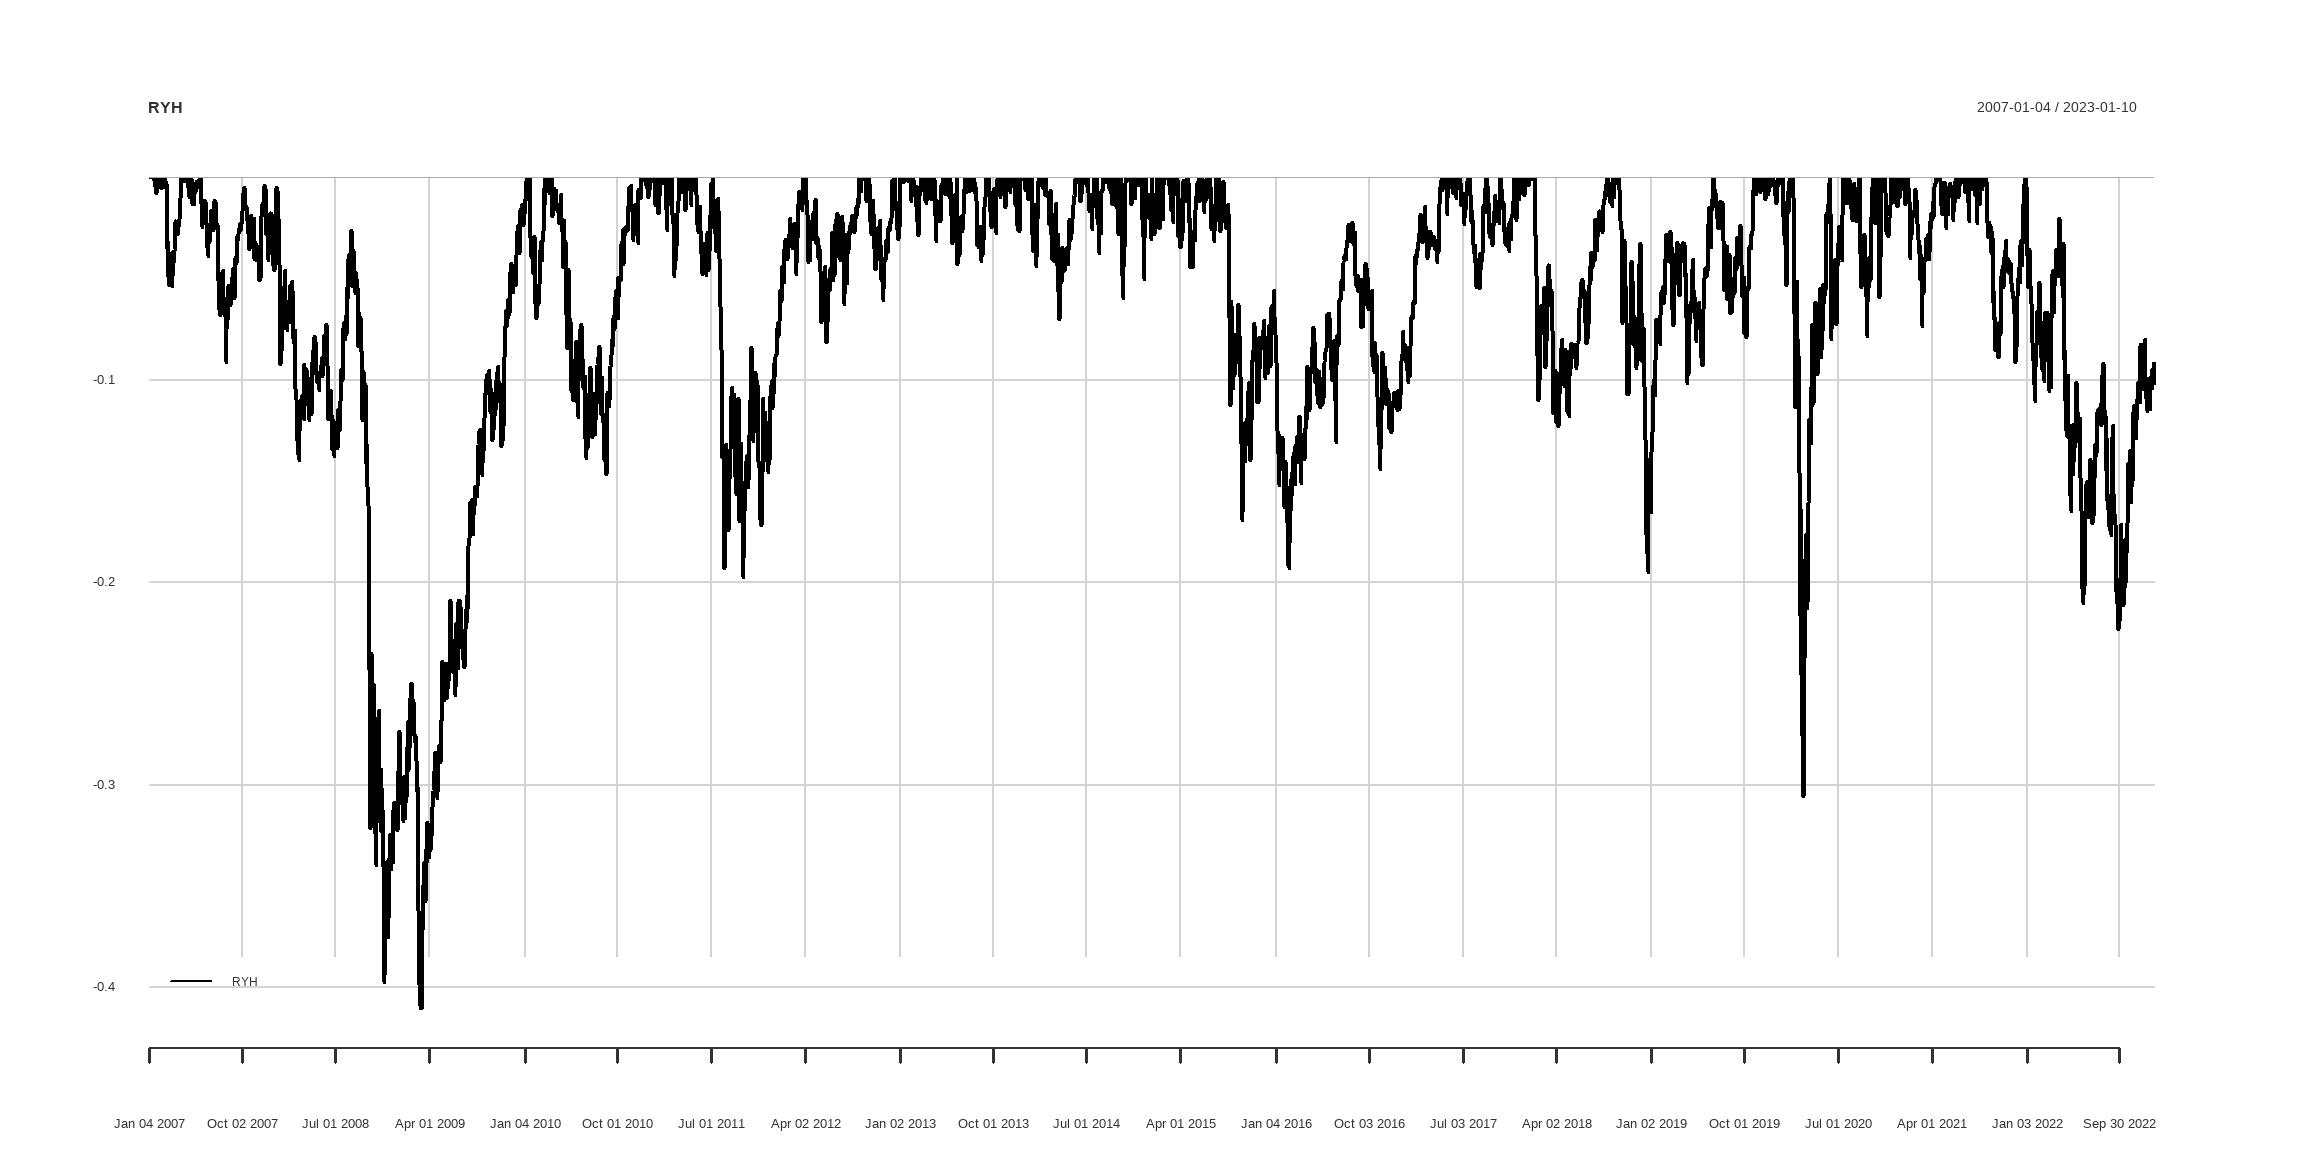 RYH
2007-01-04 / 2023-01-10
-0.1
-0.2
-0.3
RYH
-0.4
Jan 04 2007 Oct 02 2007 Jul 01 2008 Apr 01 2009 Jan 04 2010 Oct 01 2010 Jul 01 2011 Apr 02 2012 Jan 02 2013 Oct 01 2013 Jul 01 2014 Apr 01 2015 Jan 04 2016 Oct 03 2016 Jul 03 2017 Apr 02 2018 Jan 02 2019 Oct 01 2019 Jul 01 2020 Apr 01 2021 Jan 03 2022 Sep 30 2022